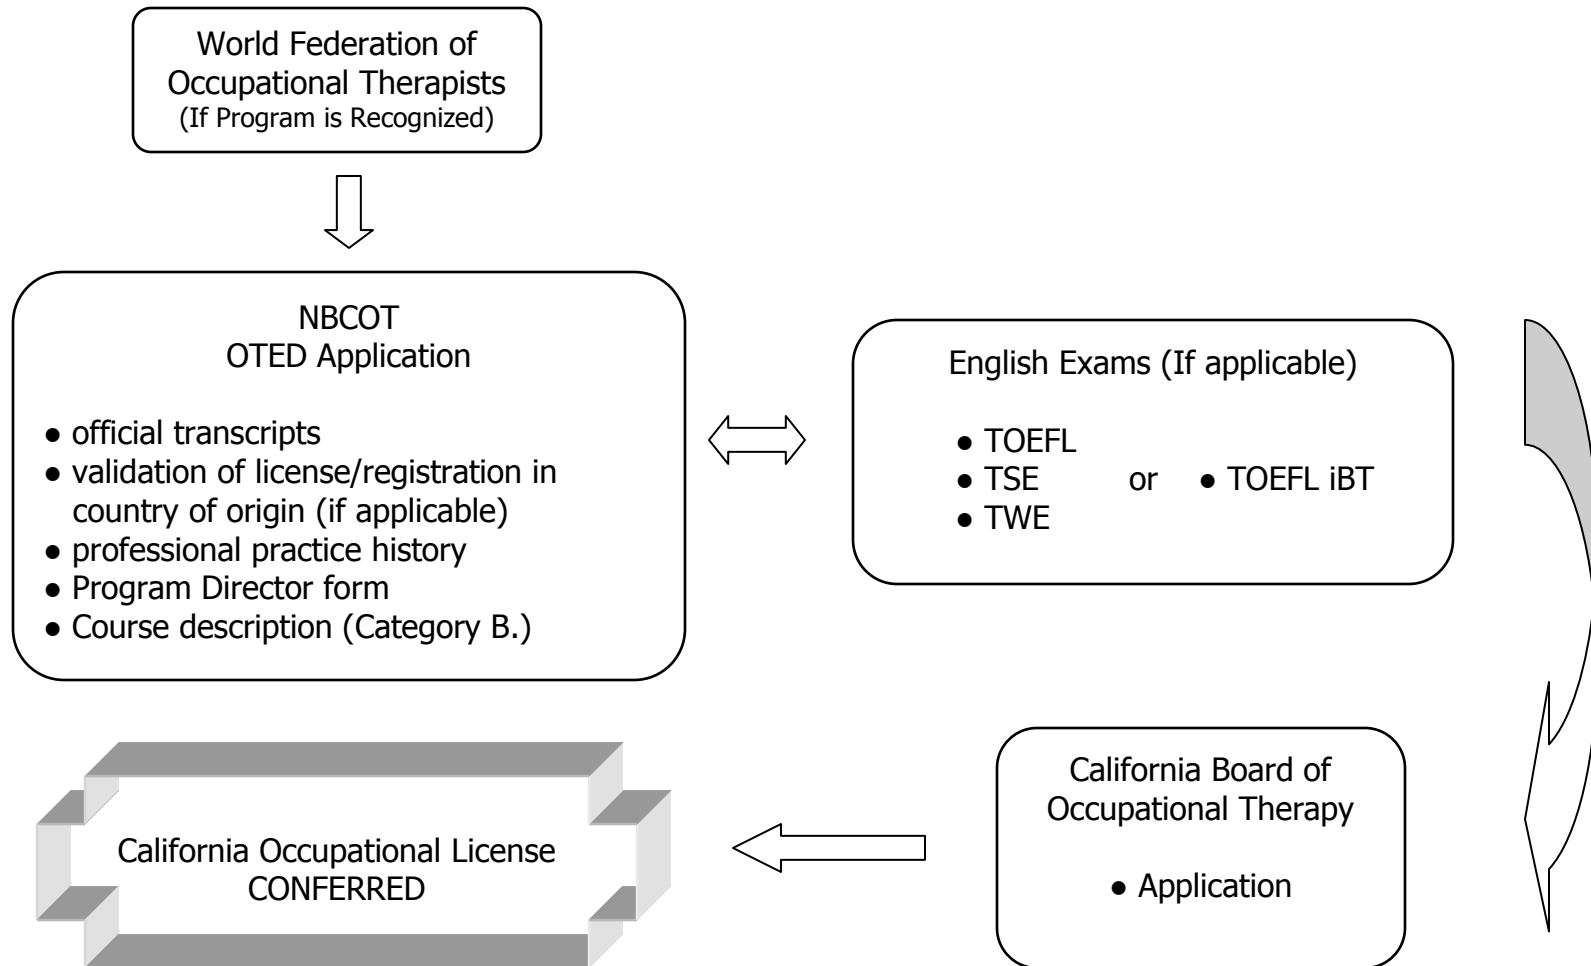 World Federation of
Occupational Therapists
(If Program is Recognized)
NBCOT
OTED Application
● official transcripts
● validation of license/registration in
country of origin (if applicable)
● professional practice history
● Program Director form
● Course description (Category B.)
English Exams (If applicable)
● TOEFL
● TSE or ● TOEFL iBT
● TWE
California Board of
Occupational Therapy
● Application
California Occupational License
CONFERRED